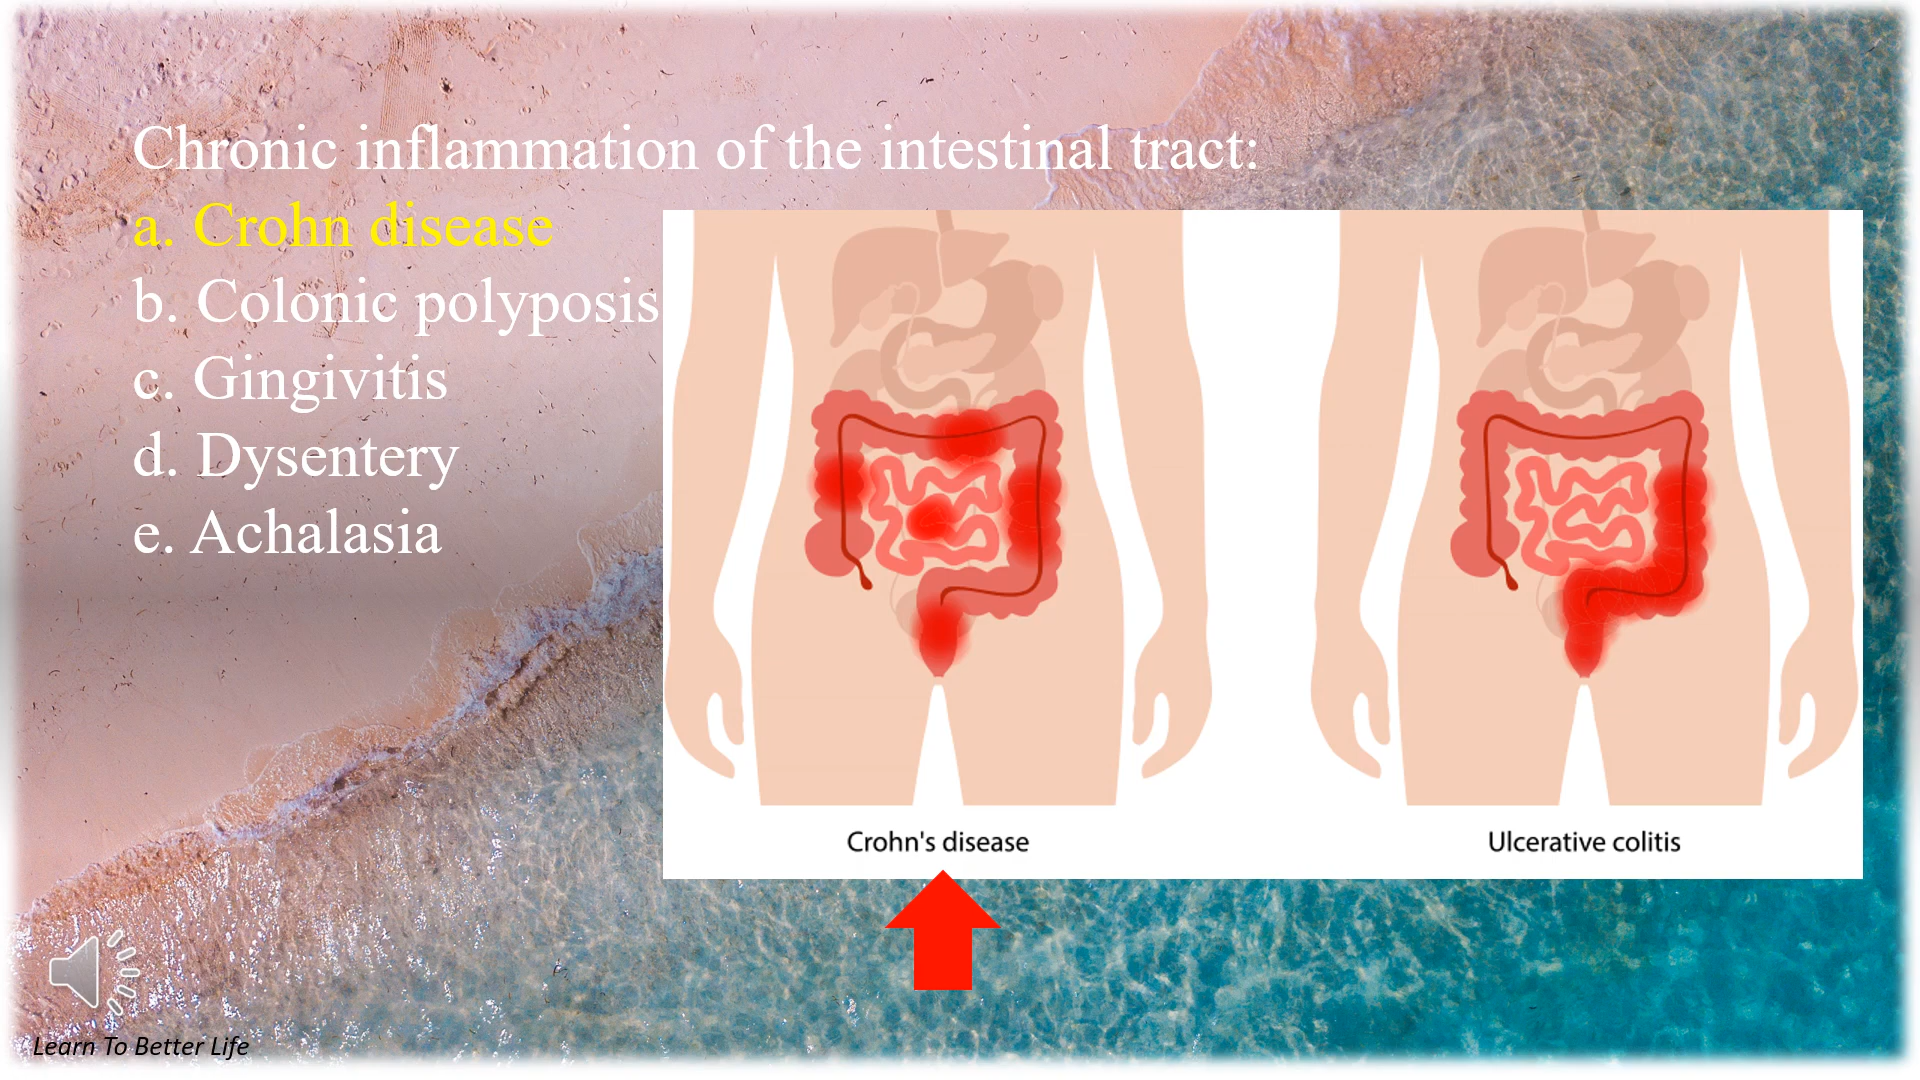 Chronic inflammation of the intestinal tract:
a. Crohn disease
b. Colonic polyposis
c. Gingivitis
d. Dysentery
e. Achalasia
Crohn's disease
Ulcerative colitis
Learn To Better Life